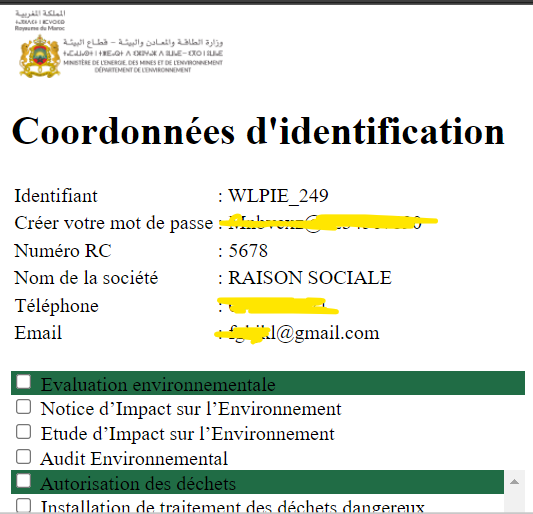 المملكة المغربية
ⵜⴰⴳⵍⴷⵉⵜ ⵏ ⵍⵎⵖⵔⵉⴱ
Royaume du Maroc
وزارة الطاقة والمعادن والبيئة - قطاع البيئة
MINISTÈRE DE L'ENERGIE, DES MINES ET DE L'ENVIRONNEMENT
DÉPARTEMENT DE L'ENVIRONNEMENT
Coordonnées d'identification
Identifiant : WLPIE_249
Créer votre mot de passe :
Numéro RC : 5678
Nom de la société : RAISON SOCIALE
Téléphone :
Email : @gmail.com
Evaluation environnementale
Notice d’Impact sur l’Environnement
Etude d’Impact sur l’Environnement
Audit Environnemental
Autorisation des déchets
Installation de traitement des déchets dangereux